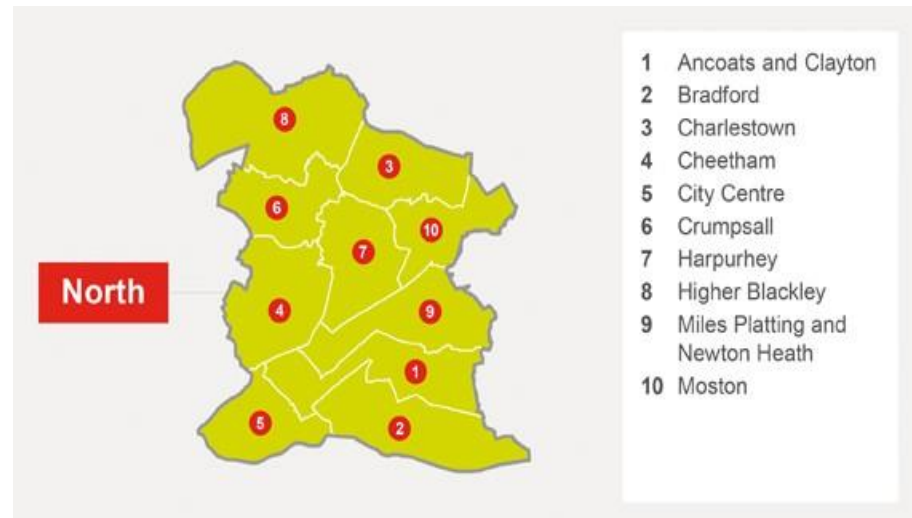 8
3
6
10
7
North
4
9
1
5
2
1 Ancoats and Clayton
2 Bradford
3 Charlestown
4 Cheetham
5 City Centre
6 Crumpsall
7 Harpurhey
8 Higher Blackley
9 Miles Platting and
Newton Heath
10 Moston